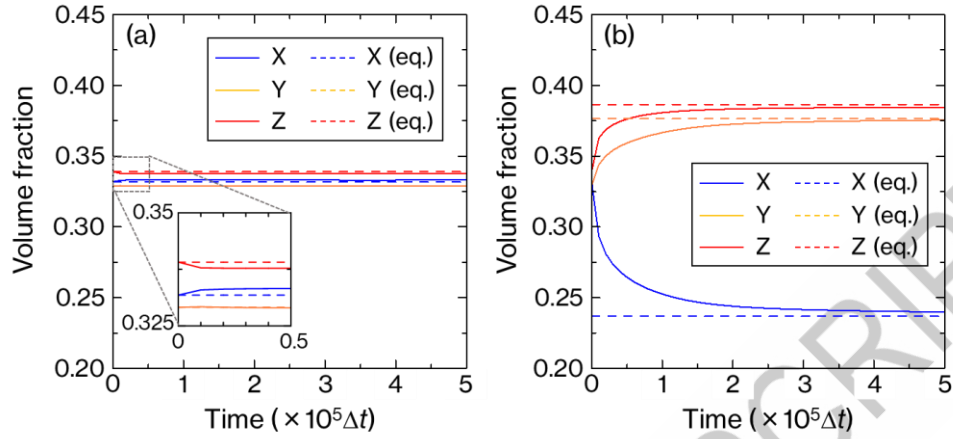 (a)
X X (eq.)
Y Y (eq.)
Z Z (eq.)
0.45
0.40
0.35
0.30
0.25
0.20
Volume fraction
0.35
0.325
0 0.5
0 1 2 3 4 5
Time (×10⁵Δt)
(b)
X X (eq.)
Y Y (eq.)
Z Z (eq.)
0.45
0.40
0.35
0.30
0.25
0.20
Volume fraction
0 1 2 3 4 5
Time (×10⁵Δt)